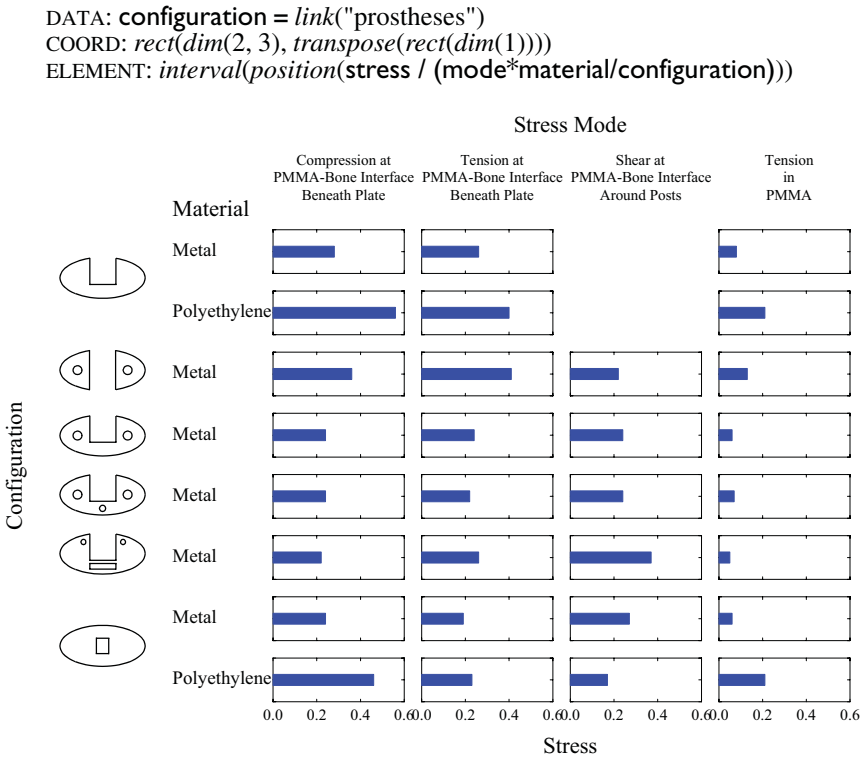 DATA: configuration = link("prostheses")
COORD: rect(dim(2, 3), transpose(rect(dim(1))))
ELEMENT: interval(position(stress / (mode*material/configuration)))
Stress Mode
Compression at
PMMA-Bone Interface
Beneath Plate
Tension at
PMMA-Bone Interface
Beneath Plate
Shear at
PMMA-Bone Interface
Around Posts
Tension
in
PMMA
Material
Metal
Polyethylene
Metal
Metal
Metal
Metal
Metal
Polyethylene
Configuration
0.0 0.2 0.4 0.6 0.0 0.2 0.4 0.6 0.0 0.2 0.4 0.6 0.0 0.2 0.4 0.6
Stress